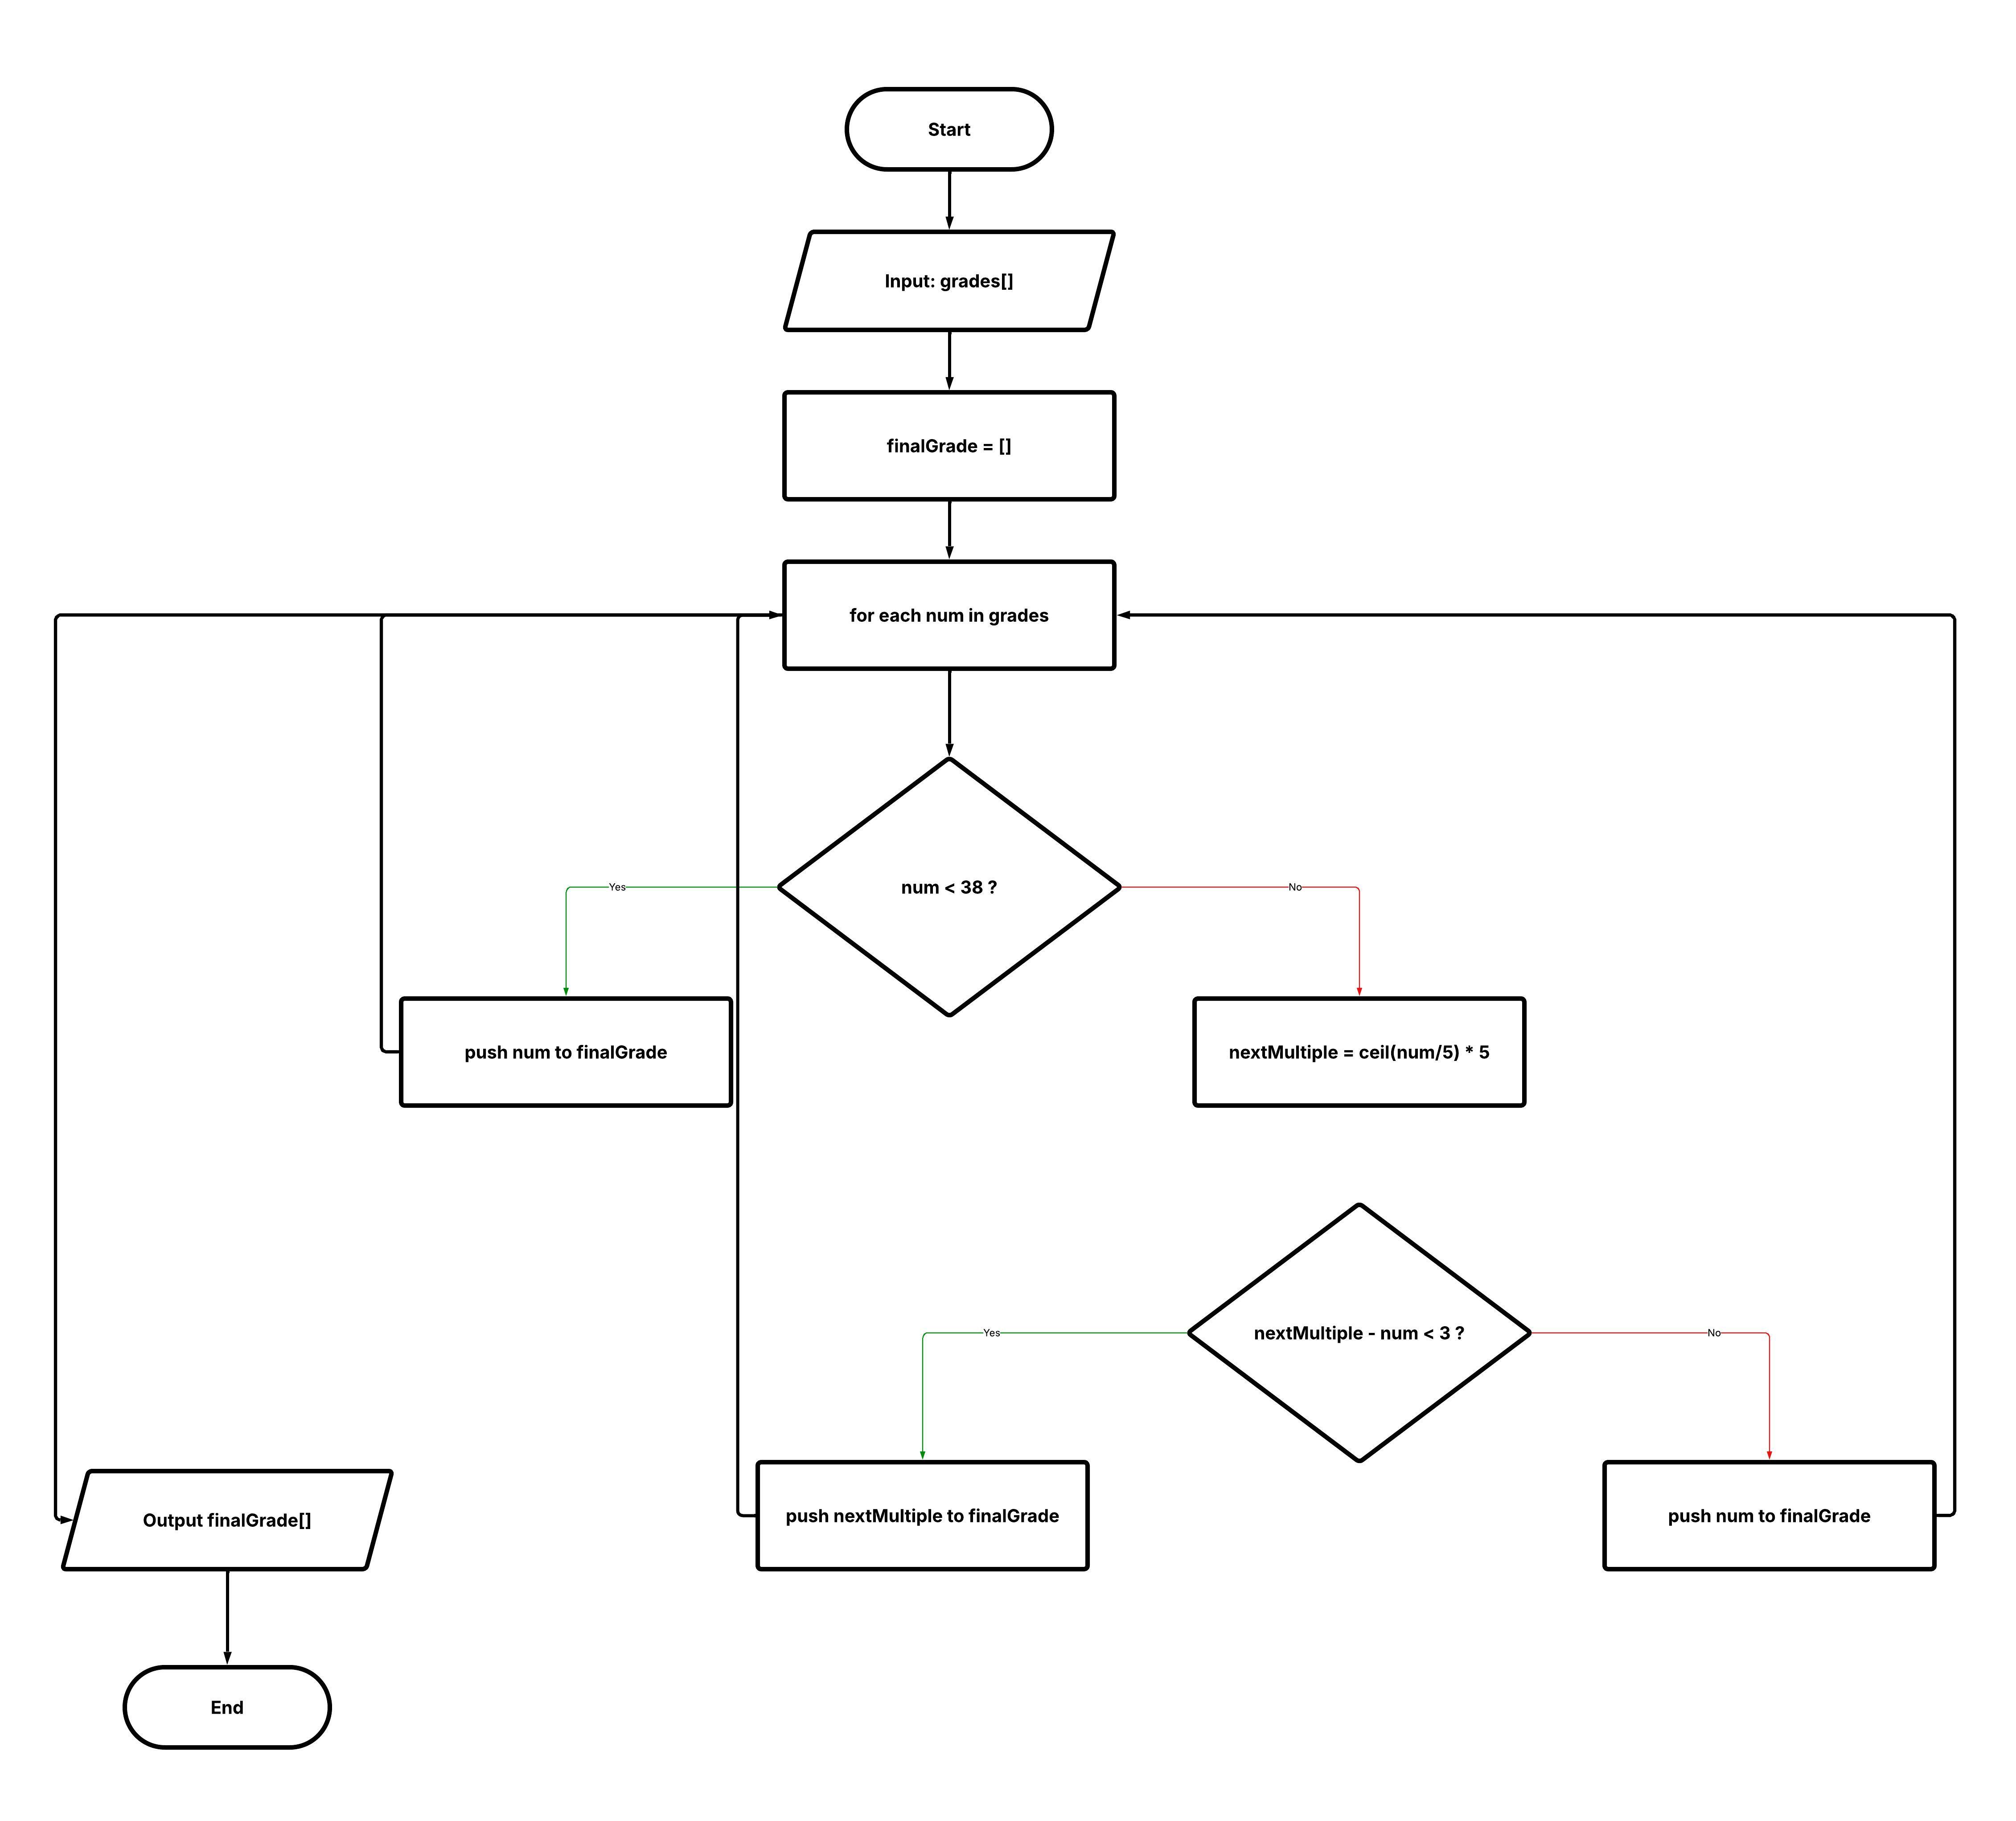 Start
Input: grades[]
finalGrade = []
for each num in grades
num < 38 ?
Yes
No
push num to finalGrade
nextMultiple = ceil(num/5) * 5
nextMultiple - num < 3 ?
Yes
No
Output finalGrade[]
push nextMultiple to finalGrade
push num to finalGrade
End